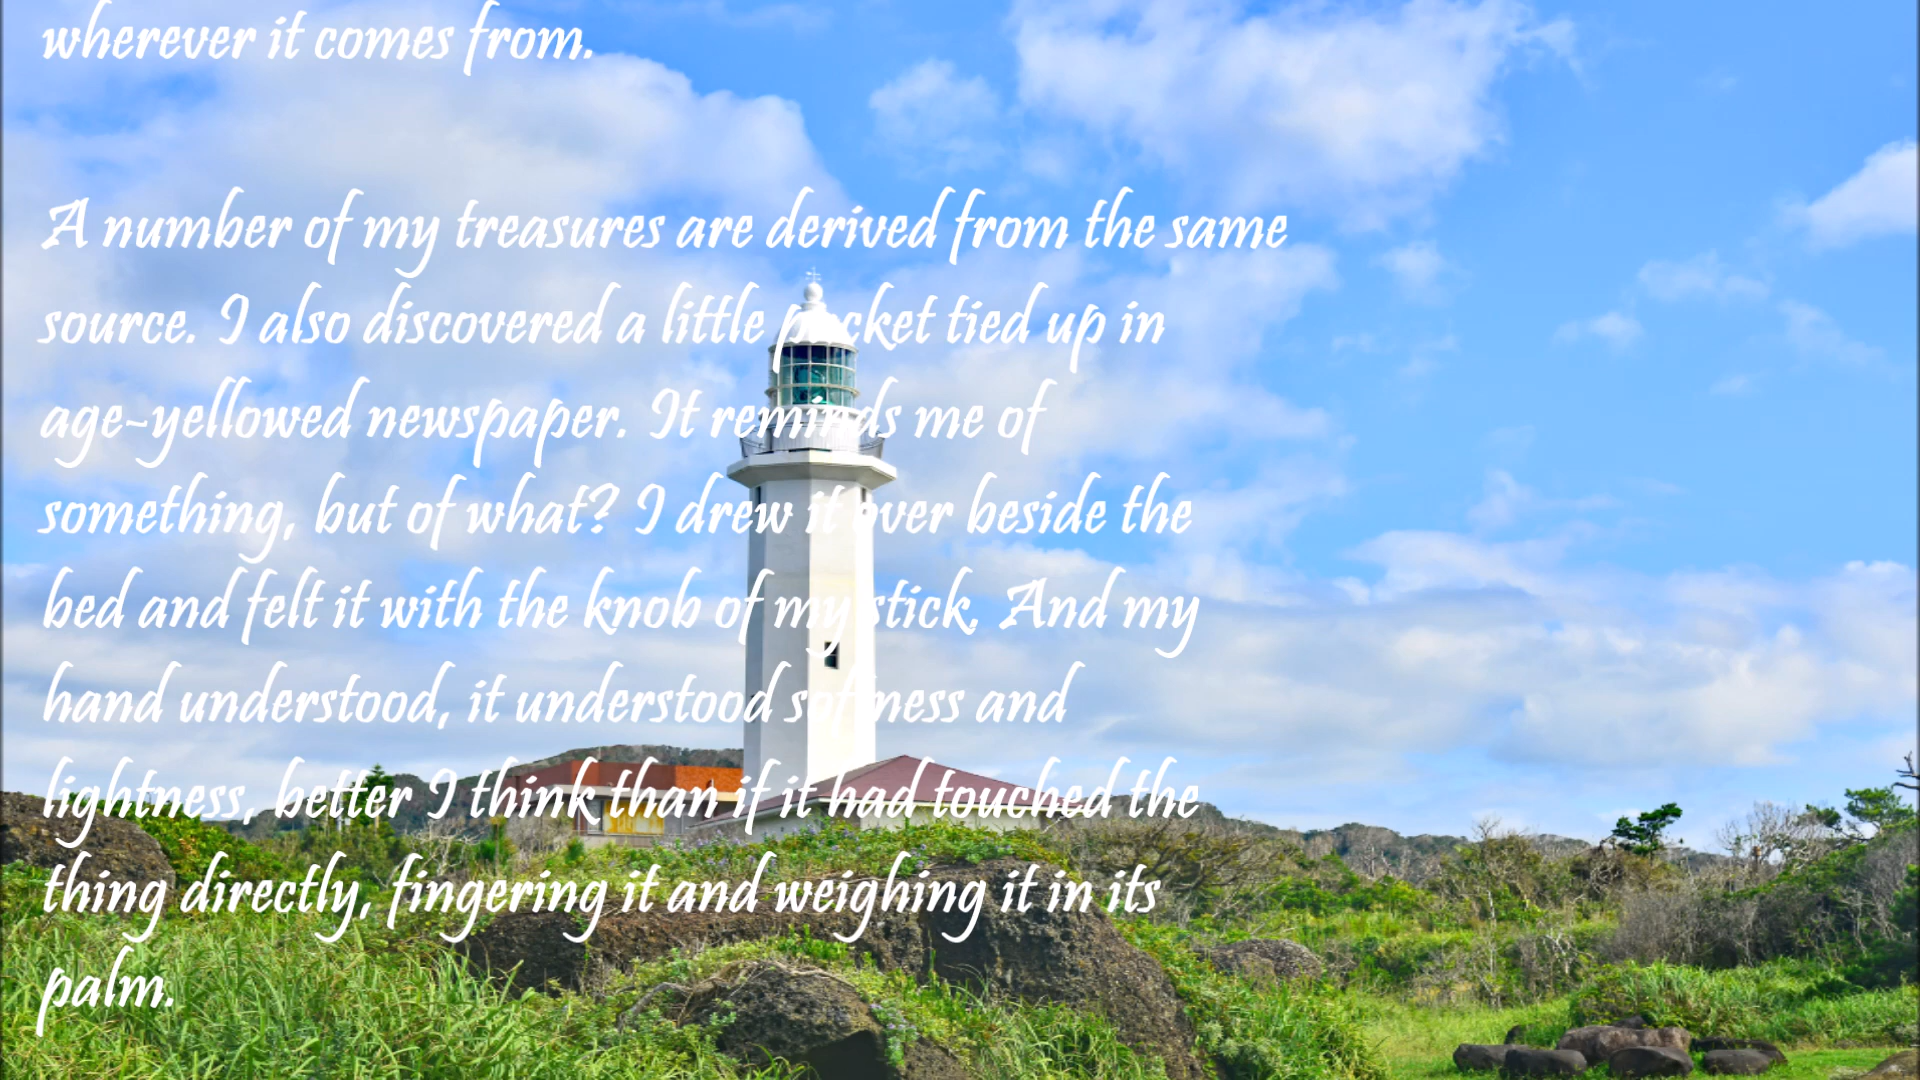 wherever it comes from.
A number of my treasures are derived from the same
source. I also discovered a little packet tied up in
age-yellowed newspaper. It reminds me of
something, but of what? I drew it over beside the
bed and felt it with the knob of my stick. And my
hand understood, it understood softness and
lightness, better I think than if it had touched the
thing directly, fingering it and weighing it in its
palm.